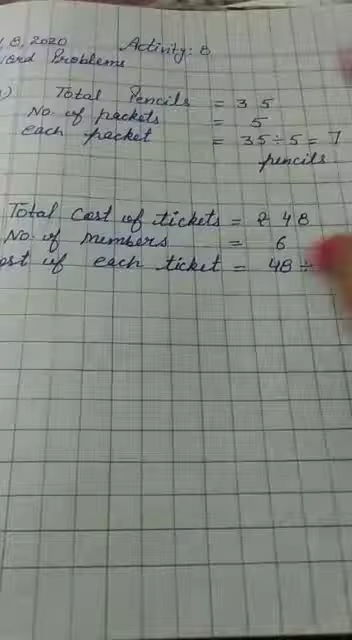 8, 2020 Activity: 8
Word Problems
Total Pencils = 35
No. of packets = 5
each packet = 35÷5 = 7
pencils
Total Cost of tickets = ₹ 48
No. of members = 6
Cost of each ticket = 48 ÷